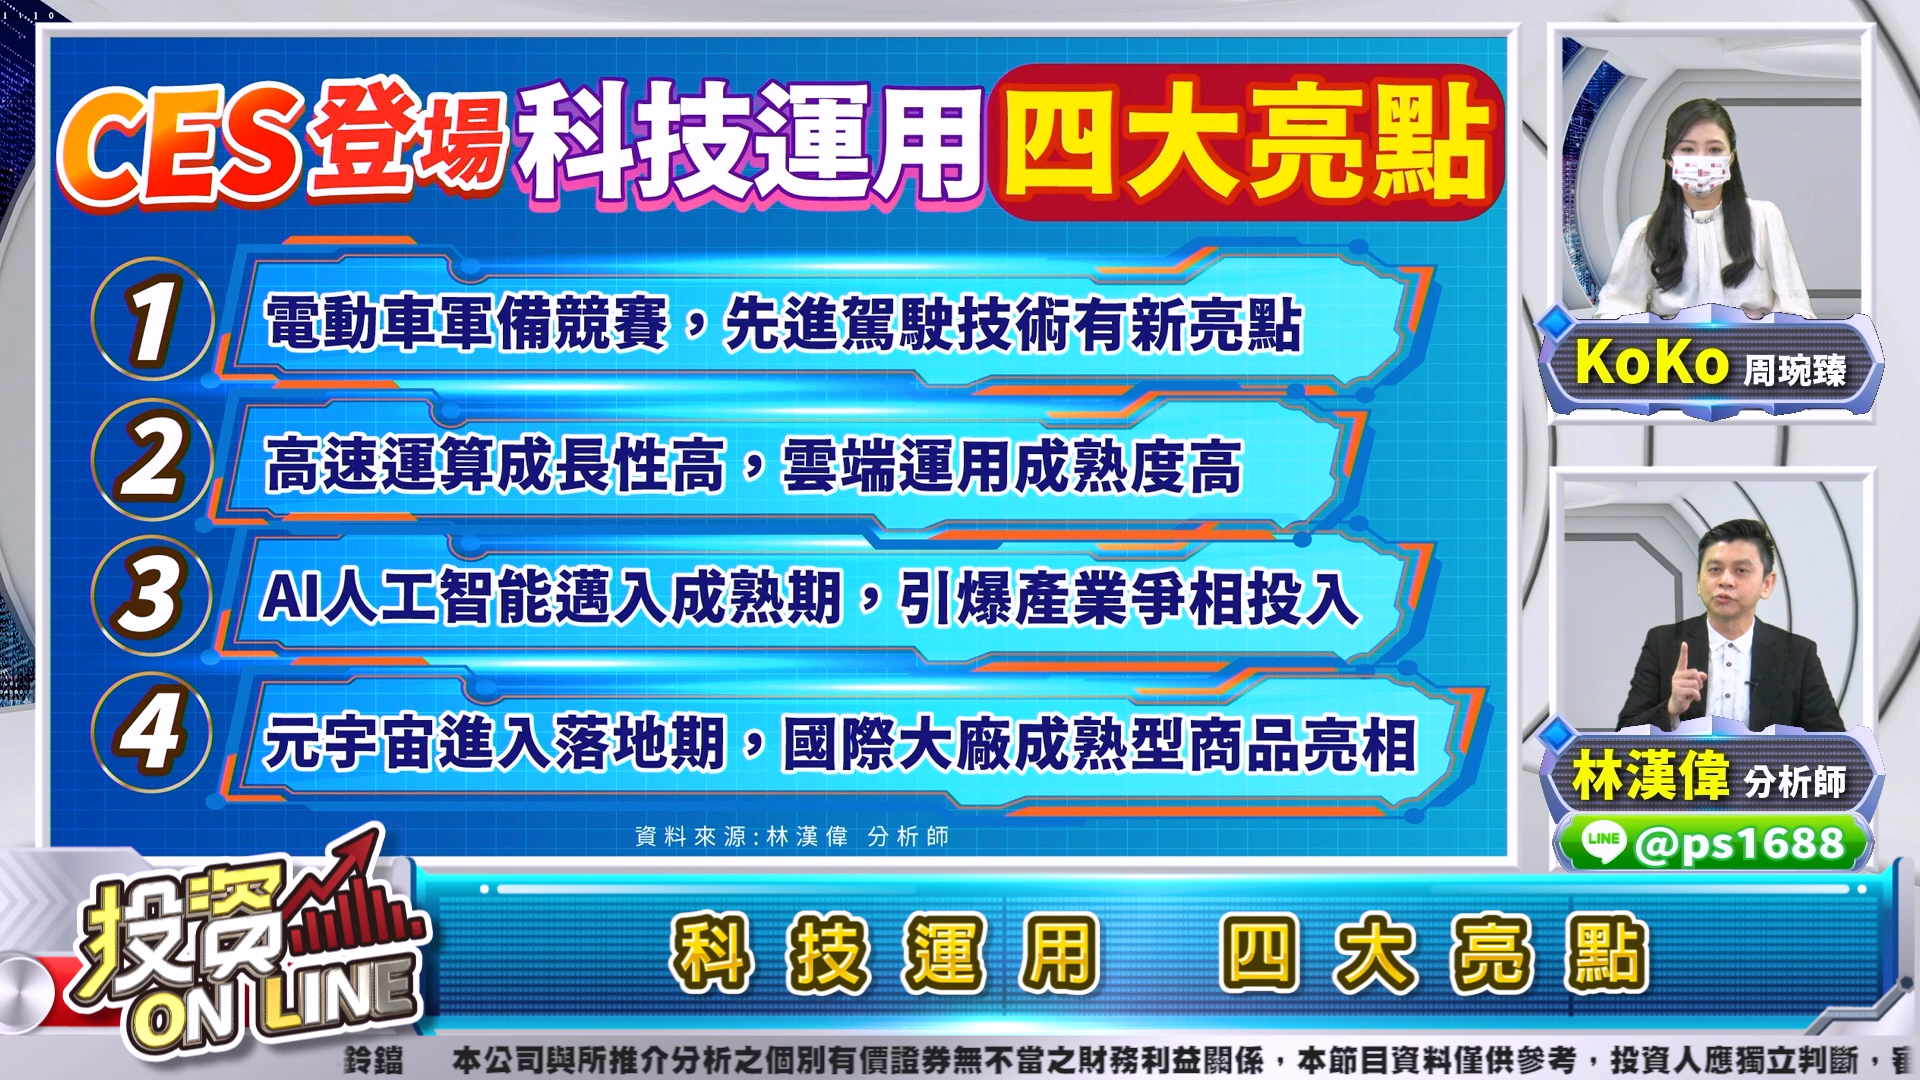 CES登場科技運用四大亮點
1 電動車軍備競賽，先進駕駛技術有新亮點
2 高速運算成長性高，雲端運用成熟度高
3 AI人工智能邁入成熟期，引爆產業爭相投入
4 元宇宙進入落地期，國際大廠成熟型商品亮相
資料來源:林漢偉 分析師
KoKo 周琬臻
林漢偉 分析師
LINE @ps1688
投資
ON LINE
科技運用 四大亮點
鈴鐺 本公司與所推介分析之個別有價證券無不當之財務利益關係，本節目資料僅供參考，投資人應獨立判斷，